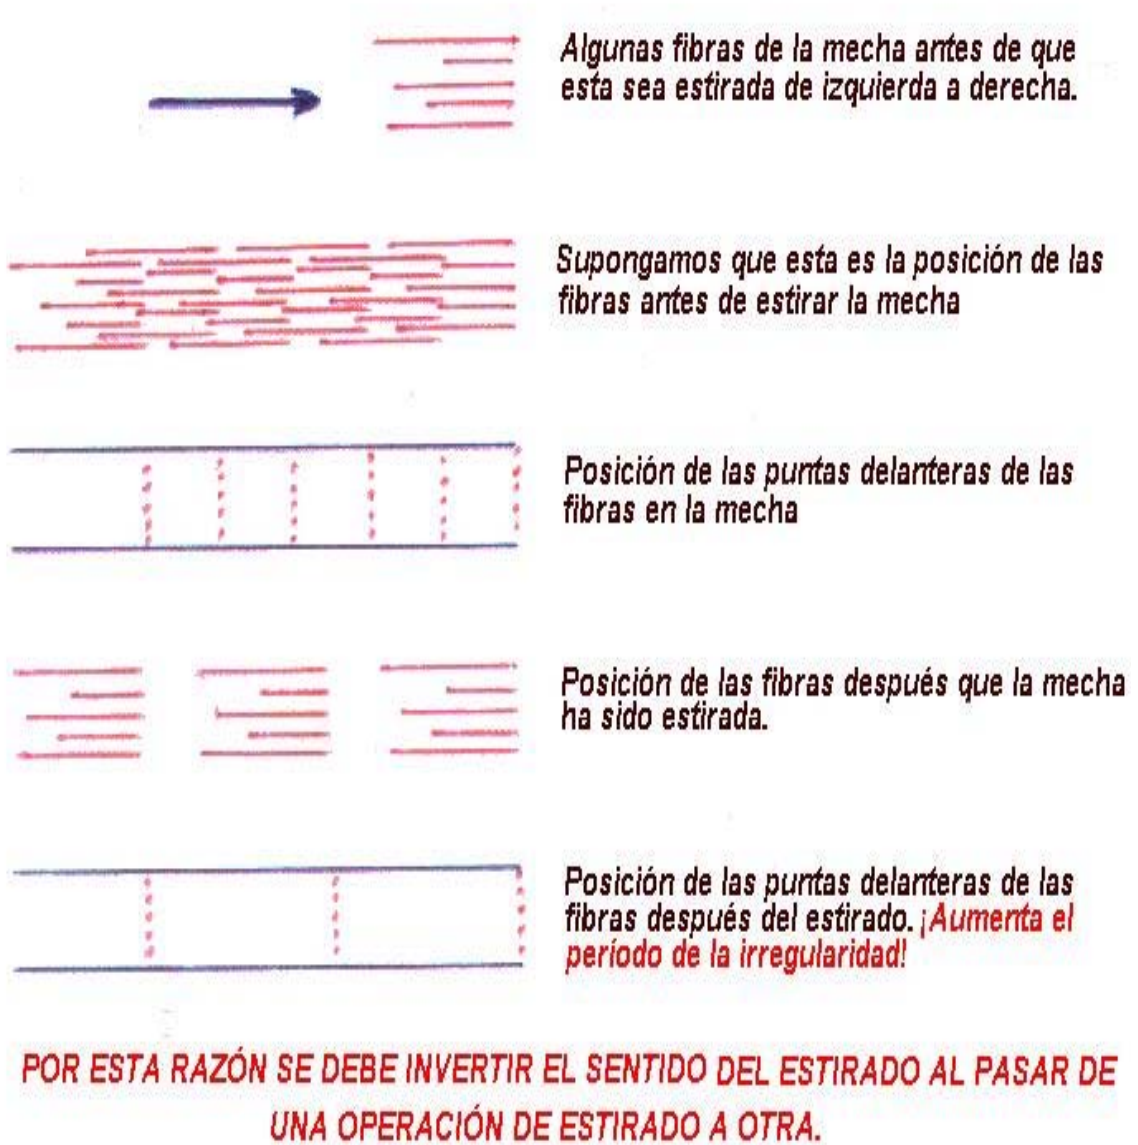 Algunas fibras de la mecha antes de que
esta sea estirada de izquierda a derecha.
Supongamos que esta es la posición de las
fibras antes de estirar la mecha
Posición de las puntas delanteras de las
fibras en la mecha
Posición de las fibras después que la mecha
ha sido estirada.
Posición de las puntas delanteras de las
fibras después del estirado. ¡Aumenta el
período de la irregularidad!
POR ESTA RAZÓN SE DEBE INVERTIR EL SENTIDO DEL ESTIRADO AL PASAR DE
UNA OPERACIÓN DE ESTIRADO A OTRA.